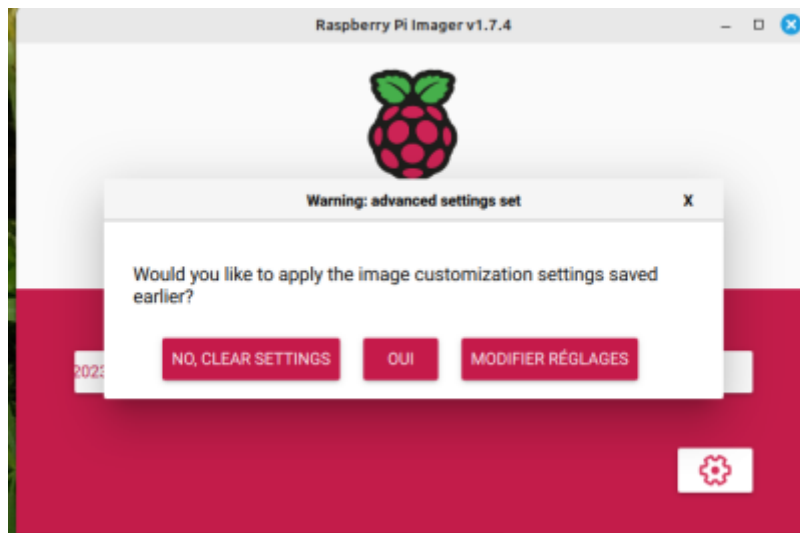 Raspberry Pi Imager v1.7.4
Warning: advanced settings set
X
Would you like to apply the image customization settings saved
earlier?
NO, CLEAR SETTINGS
OUI
MODIFIER RÉGLAGES
2023